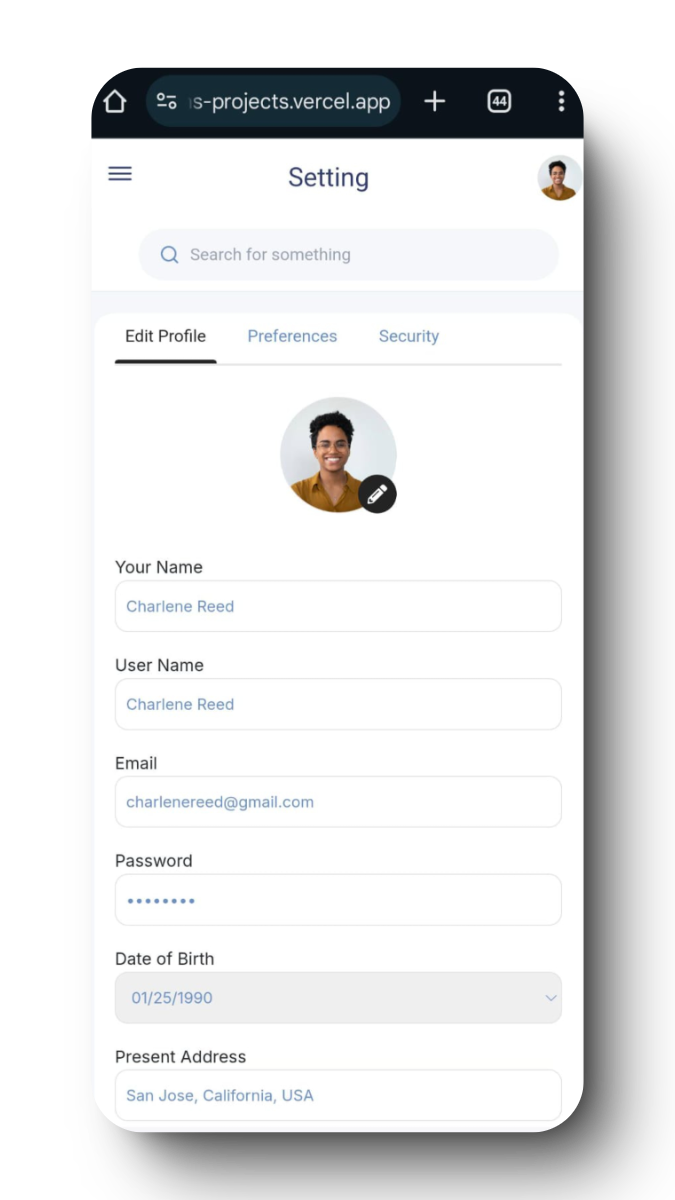 s-projects.vercel.app
44
Setting
Search for something
Edit Profile Preferences Security
Your Name
Charlene Reed
User Name
Charlene Reed
Email
charlenereed@gmail.com
Password
••••••••
Date of Birth
01/25/1990
Present Address
San Jose, California, USA